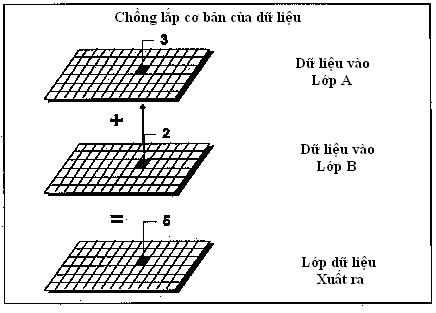 Chồng lắp cơ bản của dữ liệu
3
Dữ liệu vào
Lớp A
+
2
Dữ liệu vào
Lớp B
=
5
Lớp dữ liệu
Xuất ra